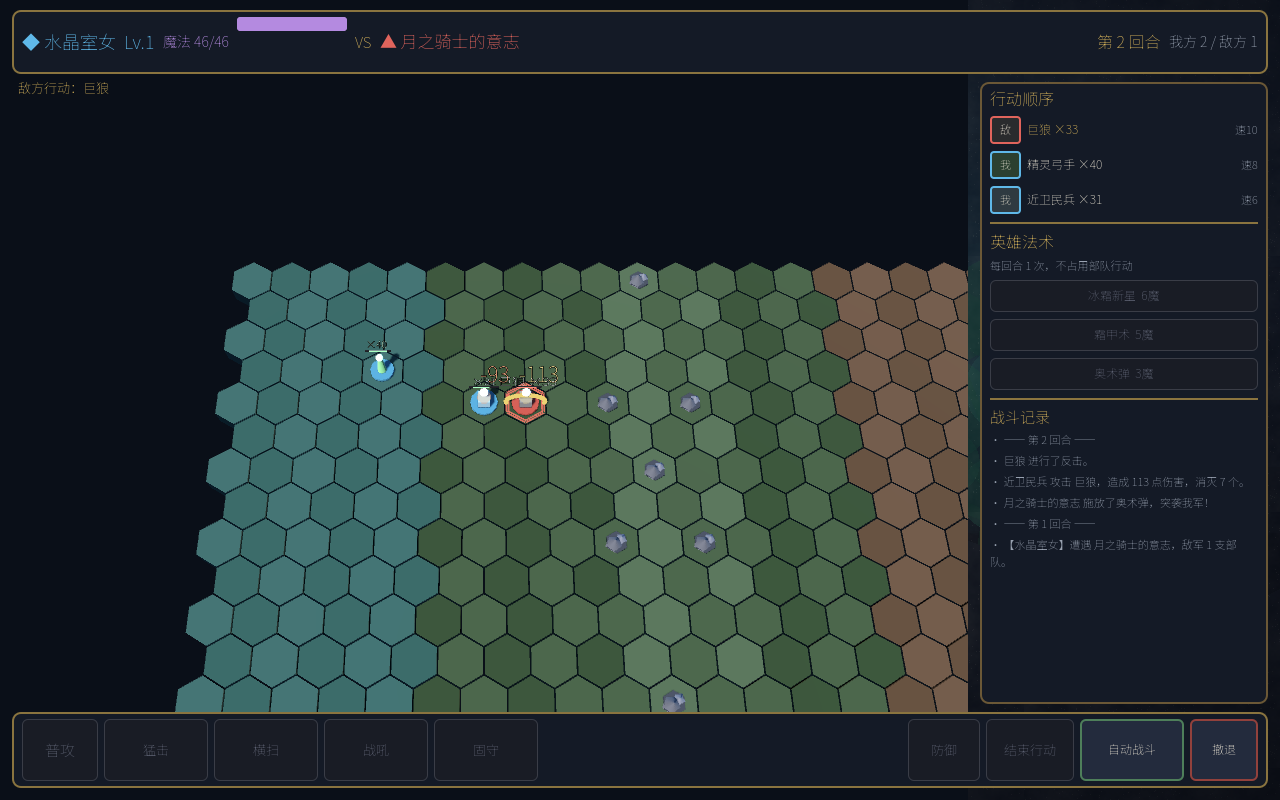 水晶室女 Lv.1 魔法 46/46 VS 月之骑士的意志 第 2 回合 我方 2 / 敌方 1
敌方行动：巨狼
行动顺序
敌 巨狼 ×33 速10
我 精灵弓手 ×40 速8
我 近卫民兵 ×31 速6
英雄法术
每回合 1 次，不占用部队行动
冰霜新星 6魔
霜甲术 5魔
奥术弹 3魔
战斗记录
· —— 第 2 回合 ——
· 巨狼 进行了反击。
· 近卫民兵 攻击 巨狼，造成 113 点伤害，消灭 7 个。
· 月之骑士的意志 施放了奥术弹，突袭我军！
· —— 第 1 回合 ——
· 【水晶室女】遭遇 月之骑士的意志，敌军 1 支部
队。
普攻 猛击 横扫 战吼 固守 防御 结束行动 自动战斗 撤退